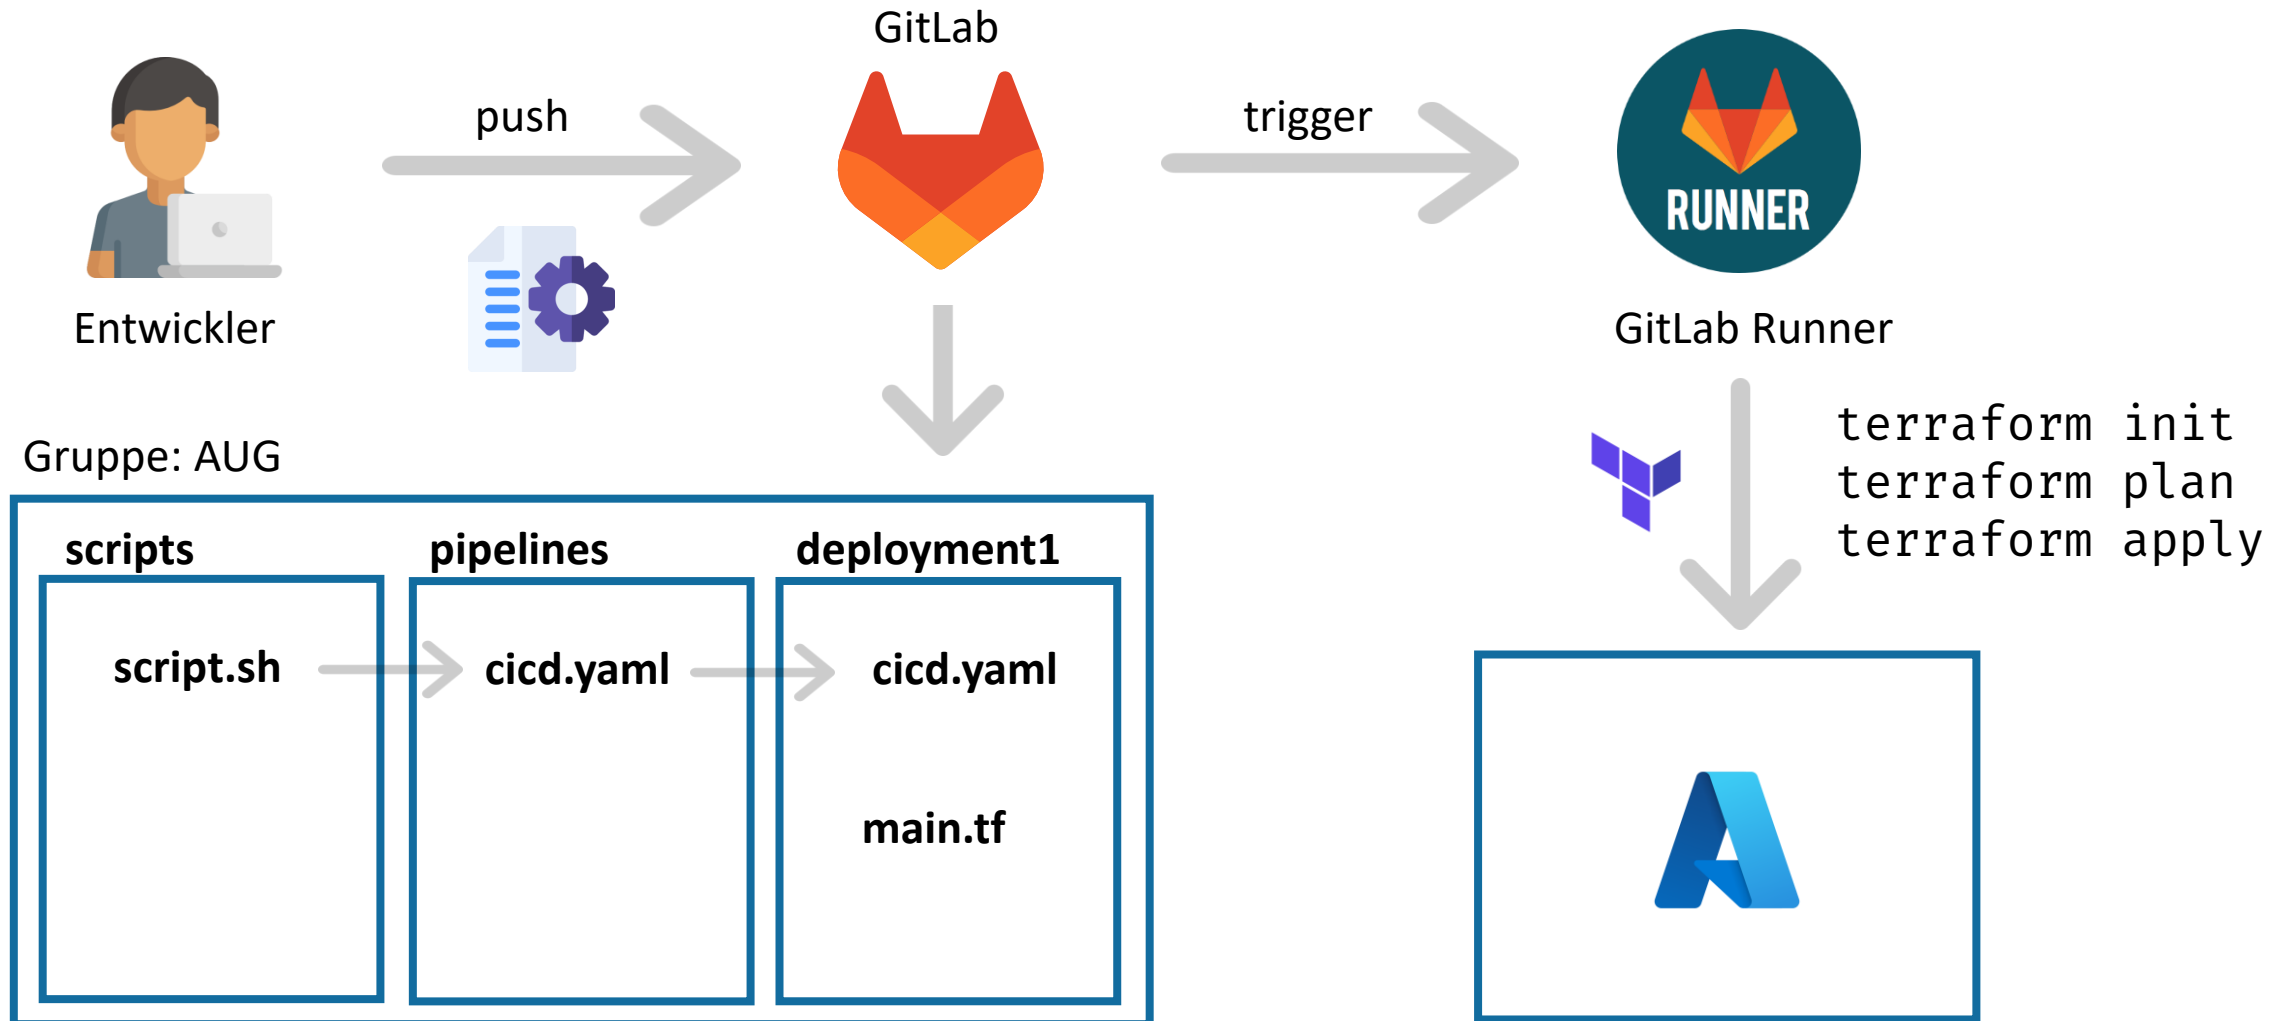 GitLab
push
trigger
RUNNER
Entwickler
GitLab Runner
terraform init
terraform plan
terraform apply
Gruppe: AUG
scripts
pipelines
deployment1
script.sh
cicd.yaml
cicd.yaml
main.tf